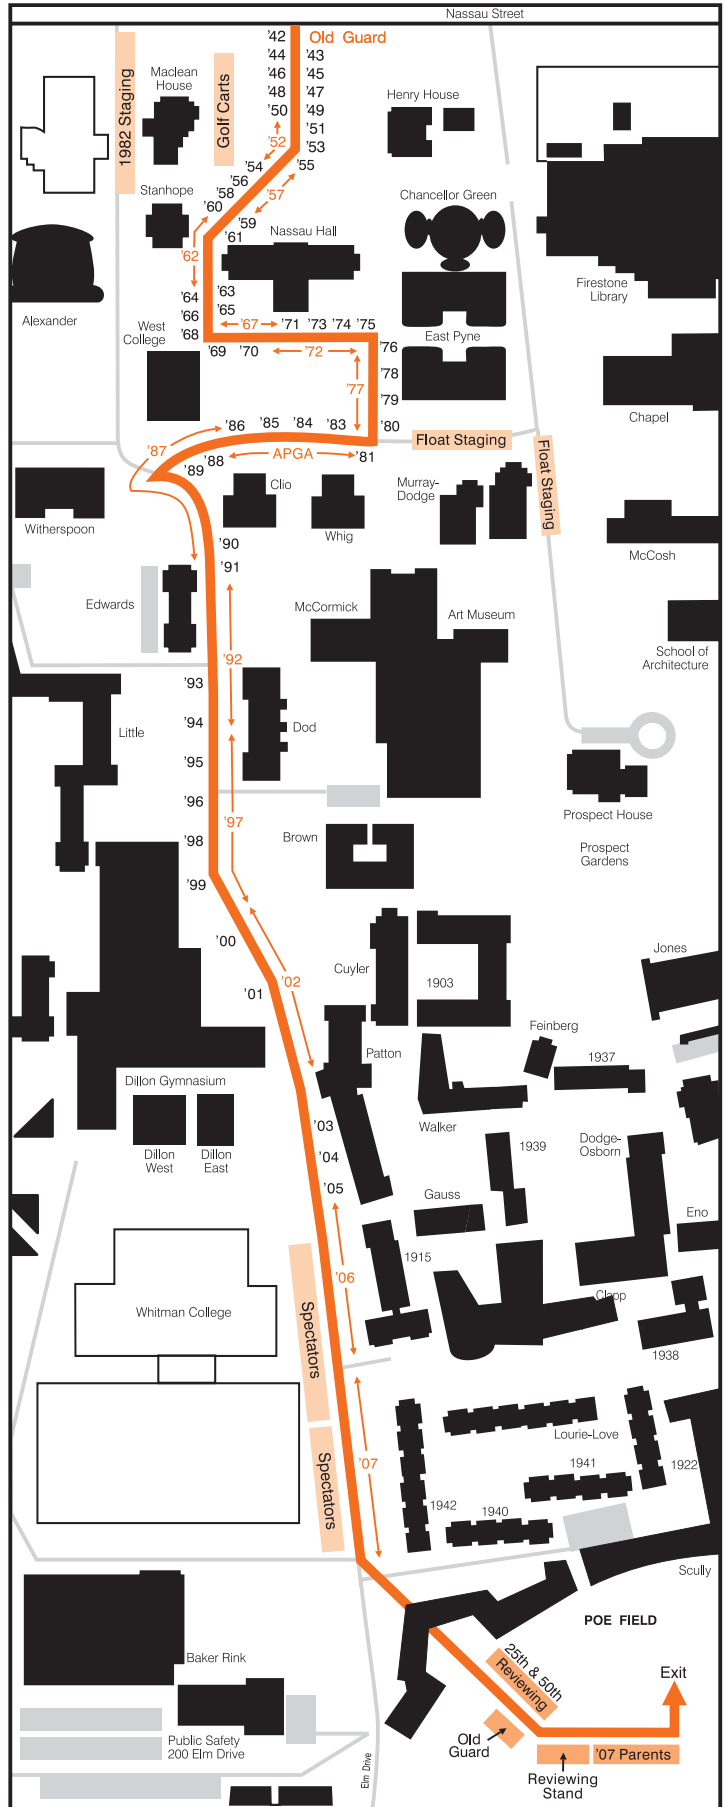 Nassau Street
'42
Old Guard
'44
'43
'46
'45
'48
'47
'50
'49
'51
'52
'53
'54
'55
'56
'57
'58
'59
'60
'61
1982 Staging
Maclean
House
Golf Carts
Henry House
Stanhope
Chancellor Green
Nassau Hall
'62
Firestone
Library
Alexander
'64
'63
'66
'65
'68
'67
'71
'73
'74
'75
West
College
East Pyne
'69
'70
'72
'76
'78
'77
'79
'80
Chapel
'86
'85
'84
'83
Float Staging
'87
'88
APGA
'81
'89
Float Staging
Clio
Murray-
Dodge
Witherspoon
Whig
'90
McCosh
'91
Edwards
McCormick
Art Museum
School of
Architecture
'92
'93
'94
Little
Dod
'95
'96
Prospect House
'97
'98
Brown
Prospect
Gardens
'99
'00
Jones
Cuyler
1903
'02
'01
Feinberg
Patton
1937
Dillon Gymnasium
'03
Walker
1939
Dodge-
Osborn
Dillon
West
Dillon
East
'04
'05
Gauss
Eno
1915
'06
Spectators
Whitman College
Clapp
1938
Lourie-Love
'07
1941
1922
Spectators
1942
1940
Scully
POE FIELD
Baker Rink
25th & 50th
Reviewing
Exit
Public Safety
200 Elm Drive
Old
Guard
'07 Parents
Elm Drive
Reviewing
Stand